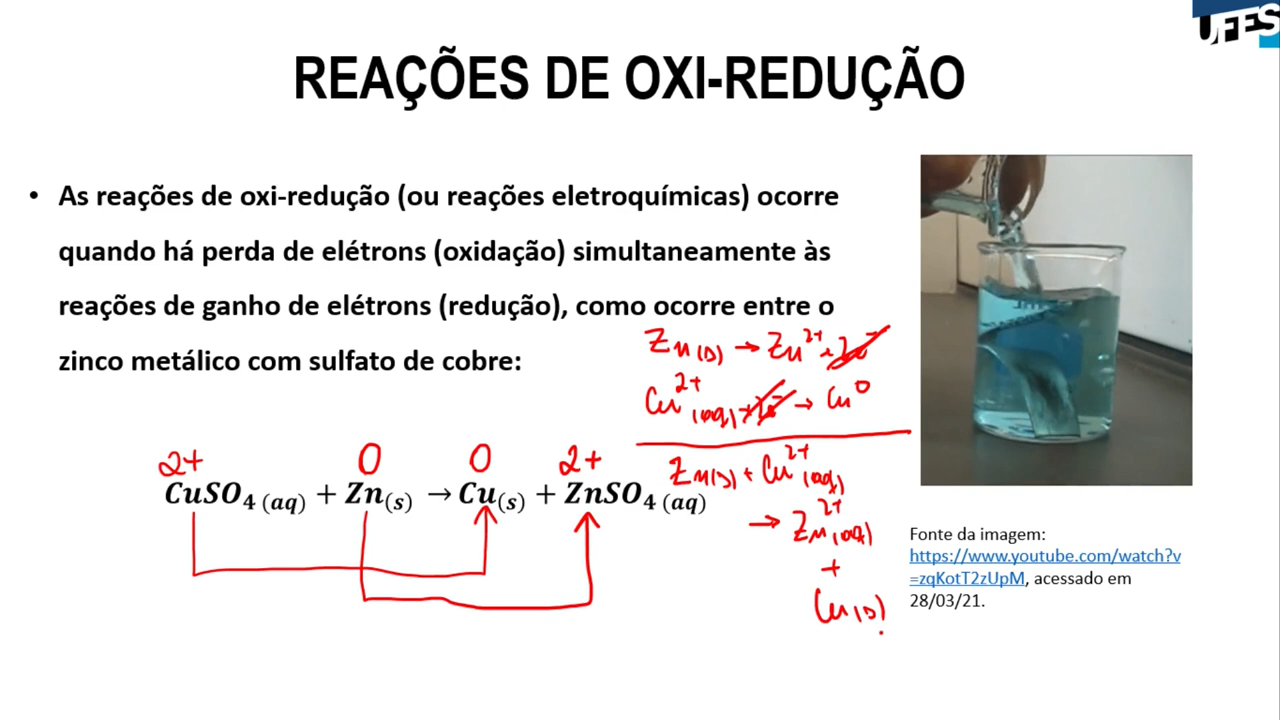 UFES
REAÇÕES DE OXI-REDUÇÃO
• As reações de oxi-redução (ou reações eletroquímicas) ocorre
quando há perda de elétrons (oxidação) simultaneamente às
reações de ganho de elétrons (redução), como ocorre entre o
zinco metálico com sulfato de cobre:
Zn(s) → Zn²⁺ + 2e⁻
Cu²⁺(aq) + 2e⁻ → Cu⁰
Zn(s) + Cu²⁺(aq)
→ Zn²⁺(aq)
+
Cu(s)
2+ 0 0 2+
CuSO₄ (aq) + Zn(s) → Cu(s) + ZnSO₄ (aq)
Fonte da imagem:
https://www.youtube.com/watch?v
=zqKotT2zUpM, acessado em
28/03/21.